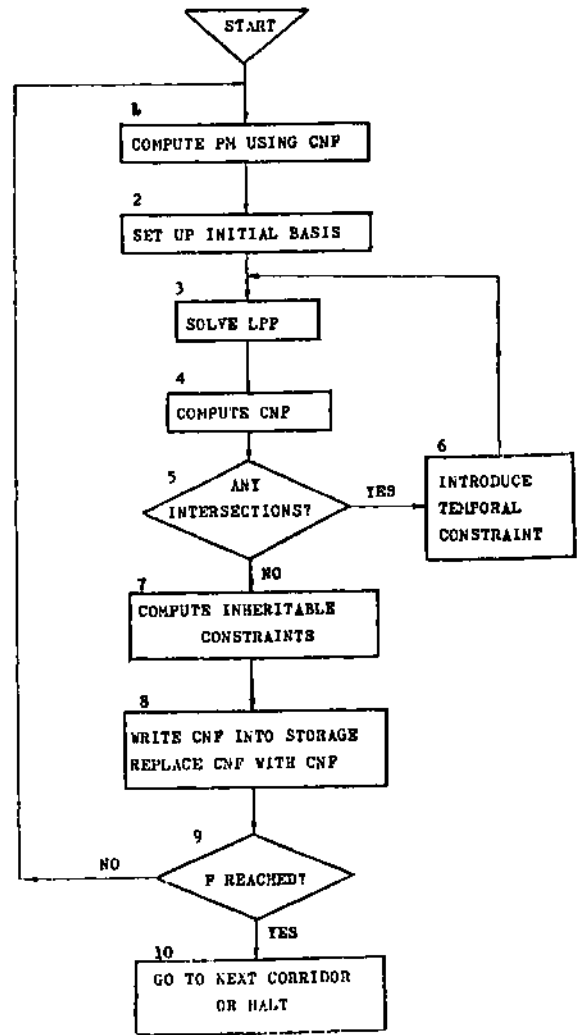 START
1
COMPUTE PM USING CNF
2
SET UP INITIAL BASIS
3
SOLVE LPP
4
COMPUTE CNF
5
ANY
INTERSECTIONS?
YES
6
INTRODUCE
TEMPORAL
CONSTRAINT
NO
7
COMPUTE INHERITABLE
CONSTRAINTS
8
WRITE CNF INTO STORAGE
REPLACE CNF WITH CNF
9
NO
F REACHED?
YES
10
GO TO NEXT CORRIDOR
OR HALT